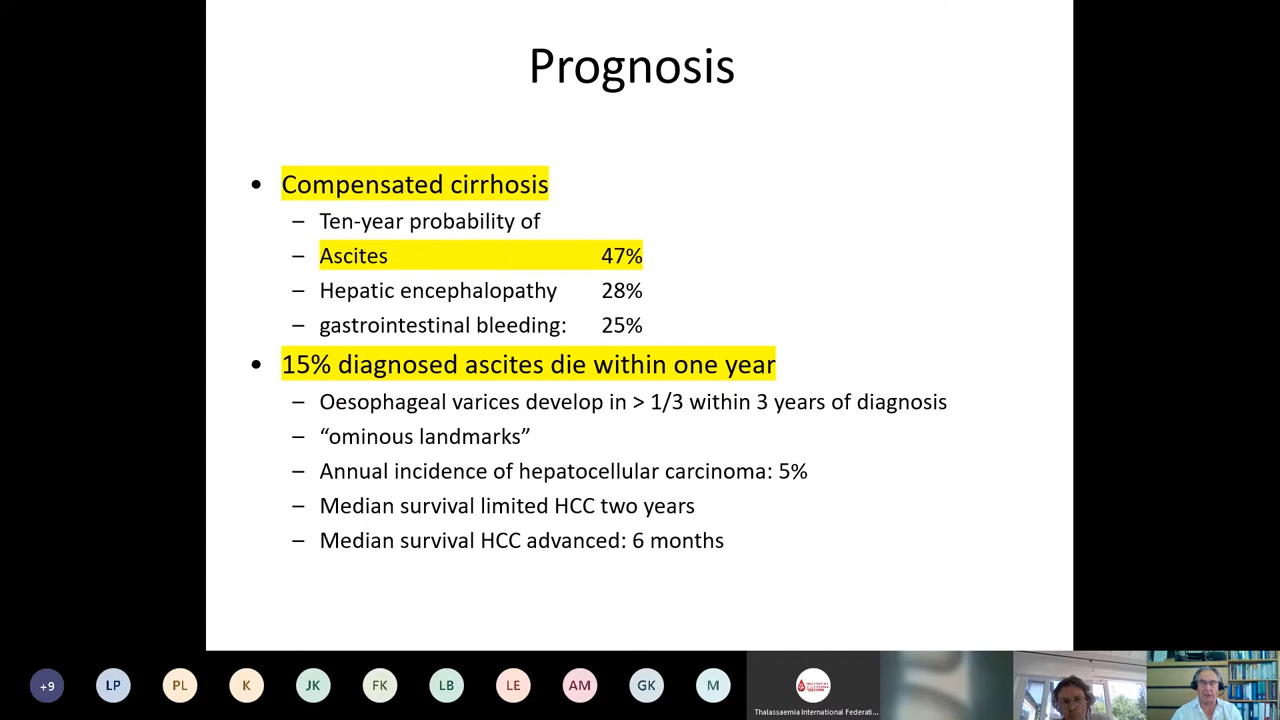 Prognosis
• Compensated cirrhosis
– Ten-year probability of
– Ascites 47%
– Hepatic encephalopathy 28%
– gastrointestinal bleeding: 25%
• 15% diagnosed ascites die within one year
– Oesophageal varices develop in > 1/3 within 3 years of diagnosis
– “ominous landmarks”
– Annual incidence of hepatocellular carcinoma: 5%
– Median survival limited HCC two years
– Median survival HCC advanced: 6 months
+9 LP PL K JK FK LB LE AM GK M
Thalassaemia International Federati...